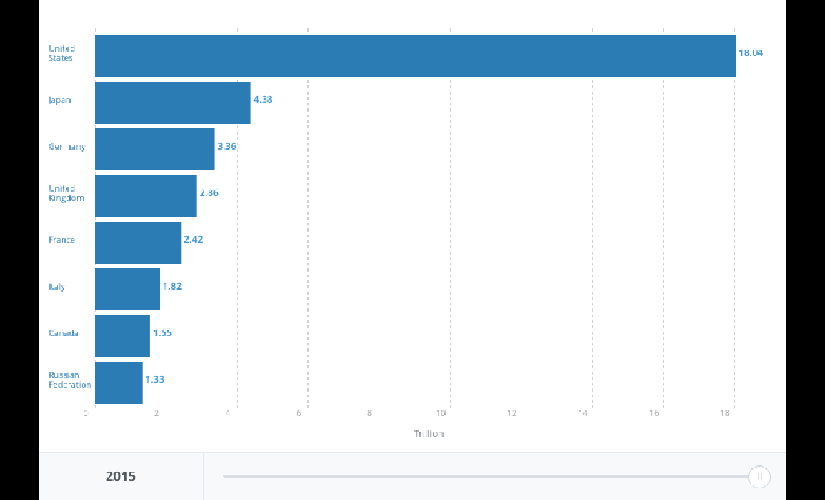 United
States
18.04
Japan
4.38
Germany
3.36
United
Kingdom
2.86
France
2.42
Italy
1.82
Canada
1.55
Russian
Federation
1.33
0 2 4 6 8 10 12 14 16 18
Trillion
2015